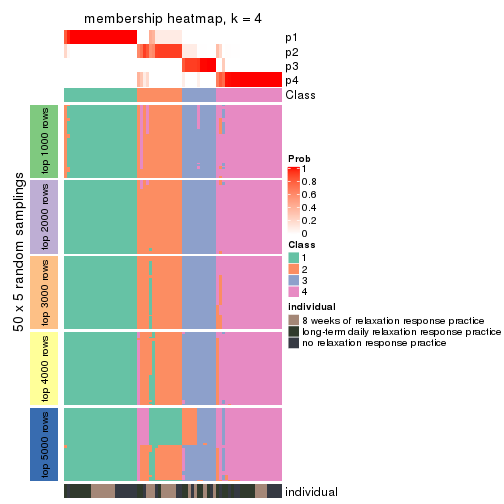 membership heatmap, k = 4
p1
p2
p3
p4
Class
50 x 5 random samplings
top 1000 rows
top 2000 rows
top 3000 rows
top 4000 rows
top 5000 rows
Prob
1
0.8
0.6
0.4
0.2
0
Class
1
2
3
4
individual
8 weeks of relaxation response practice
long-term daily relaxation response practice
no relaxation response practice
individual